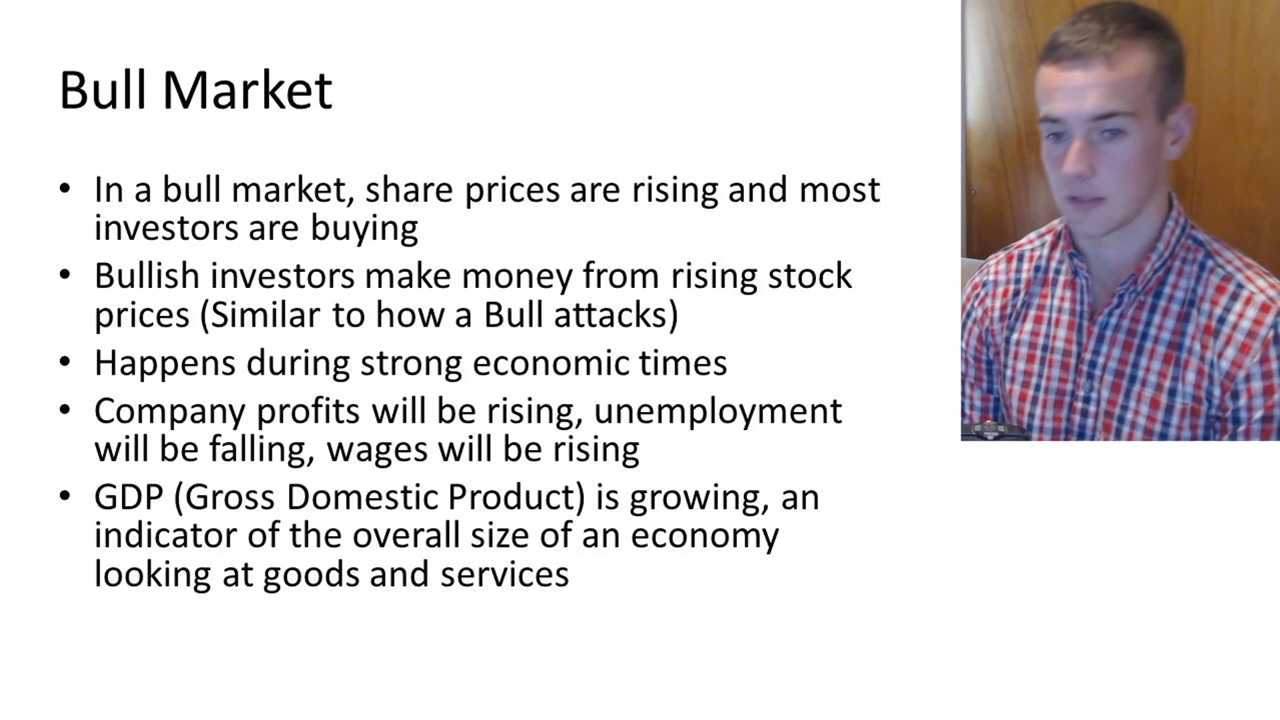 Bull Market
• In a bull market, share prices are rising and most
investors are buying
• Bullish investors make money from rising stock
prices (Similar to how a Bull attacks)
• Happens during strong economic times
• Company profits will be rising, unemployment
will be falling, wages will be rising
• GDP (Gross Domestic Product) is growing, an
indicator of the overall size of an economy
looking at goods and services